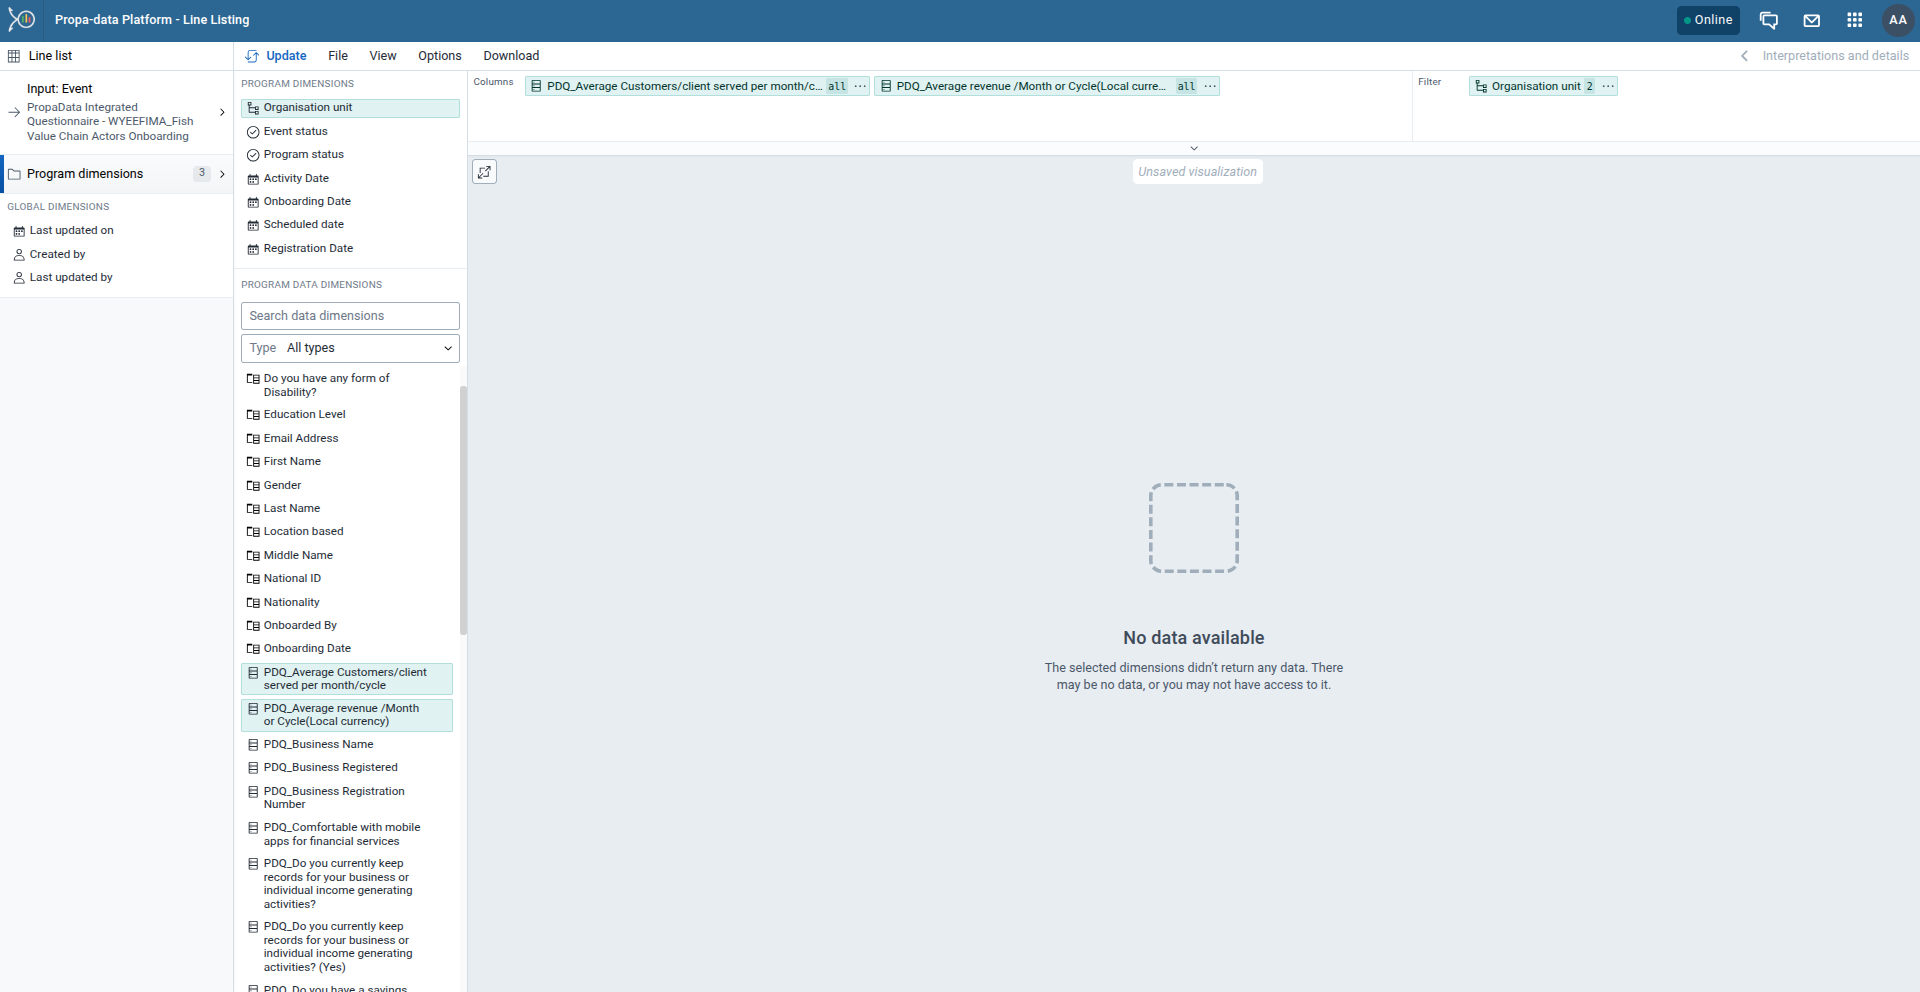 Propa-data Platform - Line Listing
Online
AA
Line list
Update
File
View
Options
Download
Interpretations and details
Input: Event
PropaData Integrated
Questionnaire - WYEEFIMA_Fish
Value Chain Actors Onboarding
Program dimensions
3
GLOBAL DIMENSIONS
Last updated on
Created by
Last updated by
PROGRAM DIMENSIONS
Organisation unit
Event status
Program status
Activity Date
Onboarding Date
Scheduled date
Registration Date
PROGRAM DATA DIMENSIONS
Search data dimensions
Type All types
Do you have any form of
Disability?
Education Level
Email Address
First Name
Gender
Last Name
Location based
Middle Name
National ID
Nationality
Onboarded By
Onboarding Date
PDQ_Average Customers/client
served per month/cycle
PDQ_Average revenue /Month
or Cycle(Local currency)
PDQ_Business Name
PDQ_Business Registered
PDQ_Business Registration
Number
PDQ_Comfortable with mobile
apps for financial services
PDQ_Do you currently keep
records for your business or
individual income generating
activities?
PDQ_Do you currently keep
records for your business or
individual income generating
activities? (Yes)
PDQ_Do you have a savings
Columns
PDQ_Average Customers/client served per month/c... all ...
PDQ_Average revenue /Month or Cycle(Local curre... all ...
Filter
Organisation unit 2 ...
Unsaved visualization
No data available
The selected dimensions didn't return any data. There
may be no data, or you may not have access to it.